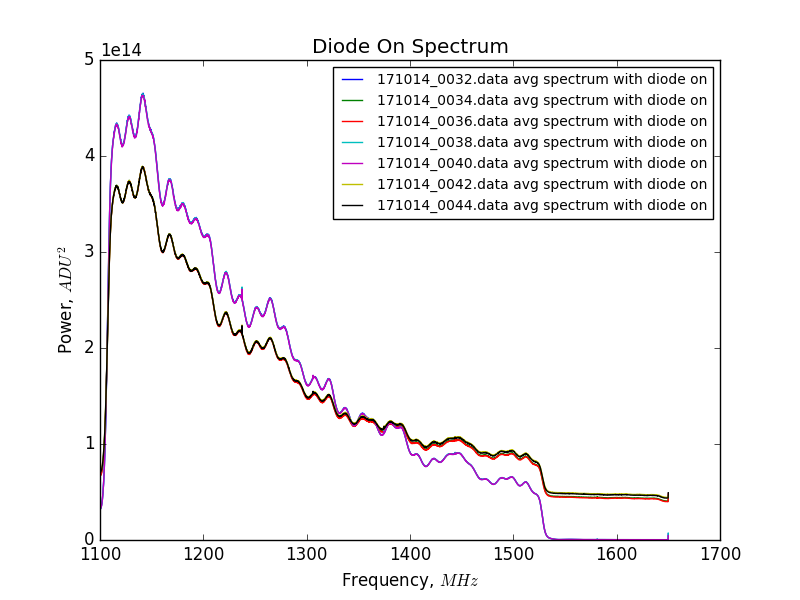 Diode On Spectrum
1e14
5
4
3
2
1
0
Power, ADU²
171014_0032.data avg spectrum with diode on
171014_0034.data avg spectrum with diode on
171014_0036.data avg spectrum with diode on
171014_0038.data avg spectrum with diode on
171014_0040.data avg spectrum with diode on
171014_0042.data avg spectrum with diode on
171014_0044.data avg spectrum with diode on
1100 1200 1300 1400 1500 1600 1700
Frequency, MHz